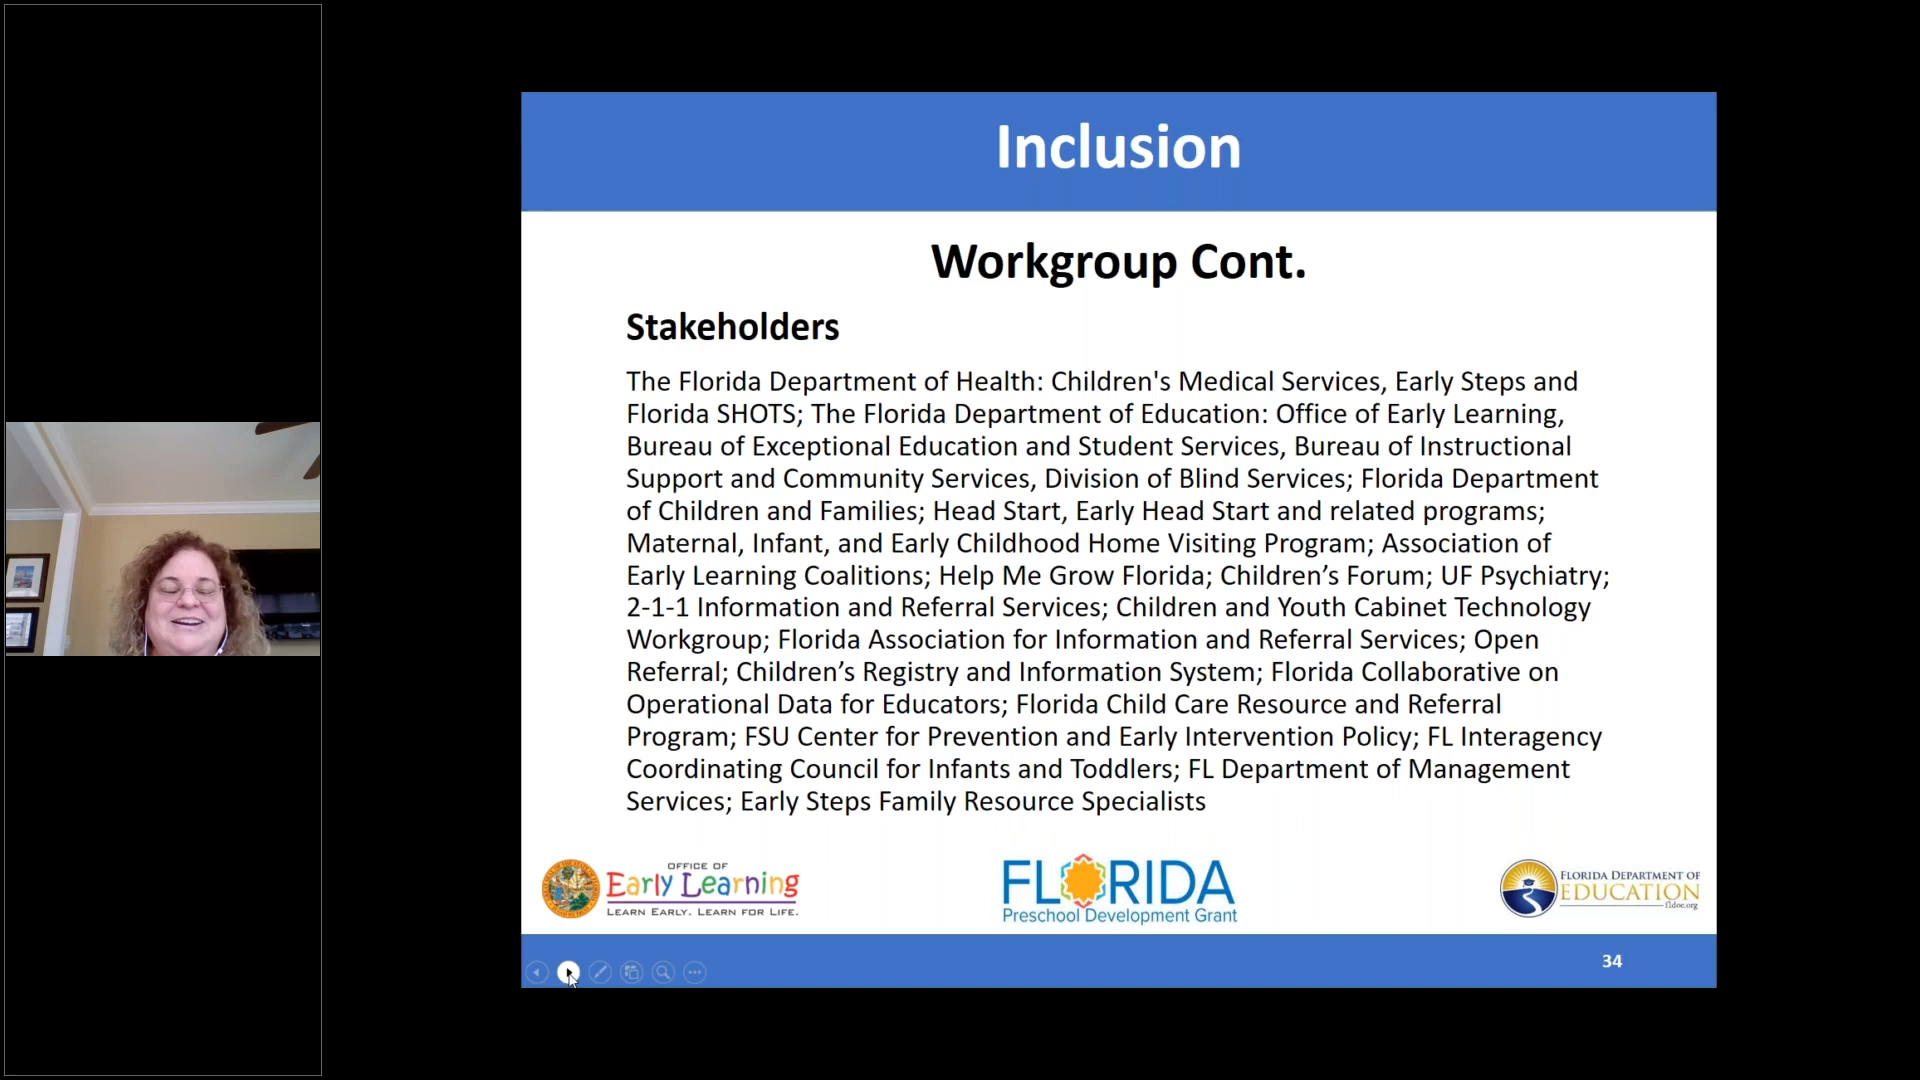 Inclusion
Workgroup Cont.
Stakeholders
The Florida Department of Health: Children's Medical Services, Early Steps and
Florida SHOTS; The Florida Department of Education: Office of Early Learning,
Bureau of Exceptional Education and Student Services, Bureau of Instructional
Support and Community Services, Division of Blind Services; Florida Department
of Children and Families; Head Start, Early Head Start and related programs;
Maternal, Infant, and Early Childhood Home Visiting Program; Association of
Early Learning Coalitions; Help Me Grow Florida; Children’s Forum; UF Psychiatry;
2-1-1 Information and Referral Services; Children and Youth Cabinet Technology
Workgroup; Florida Association for Information and Referral Services; Open
Referral; Children’s Registry and Information System; Florida Collaborative on
Operational Data for Educators; Florida Child Care Resource and Referral
Program; FSU Center for Prevention and Early Intervention Policy; FL Interagency
Coordinating Council for Infants and Toddlers; FL Department of Management
Services; Early Steps Family Resource Specialists
OFFICE OF
Early Learning
LEARN EARLY. LEARN FOR LIFE.
FLORIDA
Preschool Development Grant
FLORIDA DEPARTMENT OF
EDUCATION
fldoe.org
34